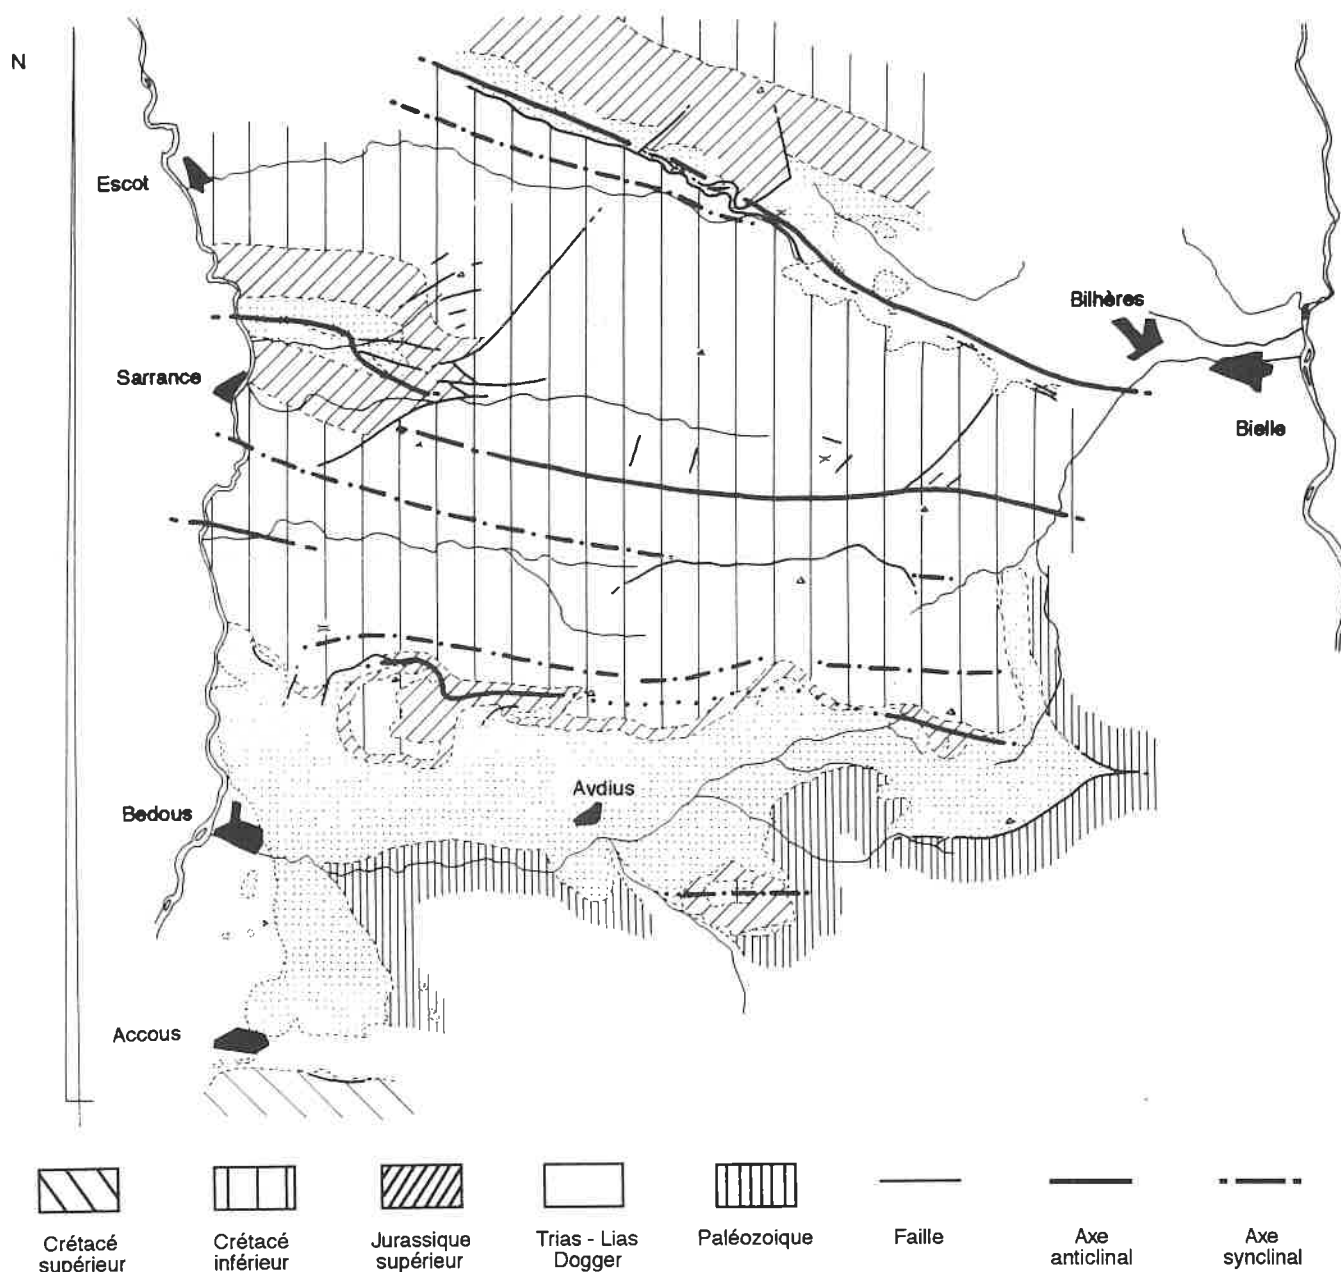 N
Escot
Bilhères
Sarrance
Bielle
Aydius
Bedous
Accous
Crétacé
supérieur
Crétacé
inférieur
Jurassique
supérieur
Trias - Lias
Dogger
Paléozoique
Faille
Axe
anticlinal
Axe
synclinal